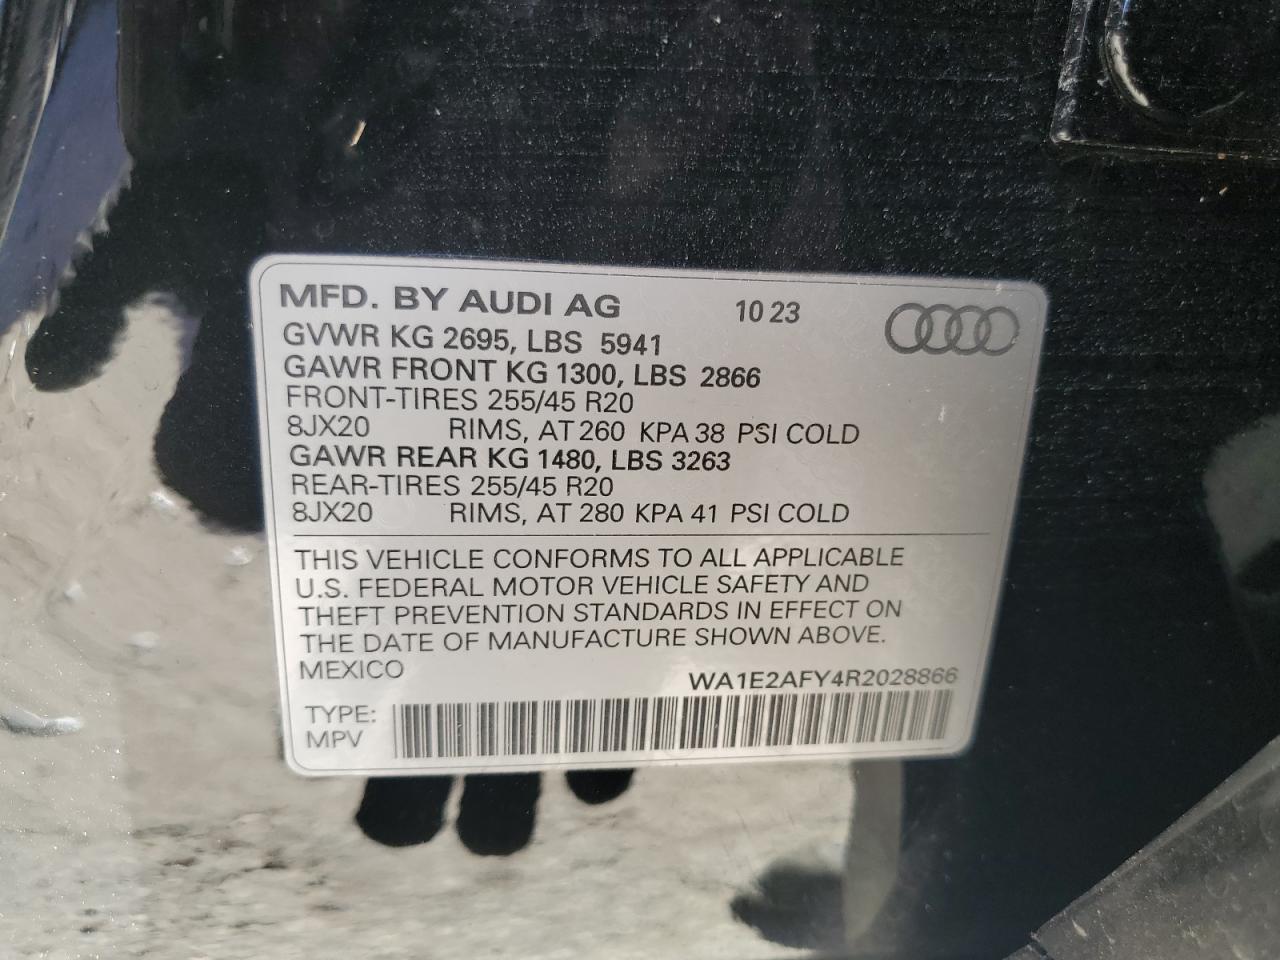 MFD. BY AUDI AG 10 23
GVWR KG 2695, LBS 5941
GAWR FRONT KG 1300, LBS 2866
FRONT-TIRES 255/45 R20
8JX20 RIMS, AT 260 KPA 38 PSI COLD
GAWR REAR KG 1480, LBS 3263
REAR-TIRES 255/45 R20
8JX20 RIMS, AT 280 KPA 41 PSI COLD
THIS VEHICLE CONFORMS TO ALL APPLICABLE
U.S. FEDERAL MOTOR VEHICLE SAFETY AND
THEFT PREVENTION STANDARDS IN EFFECT ON
THE DATE OF MANUFACTURE SHOWN ABOVE.
MEXICO WA1E2AFY4R2028866
TYPE:
MPV